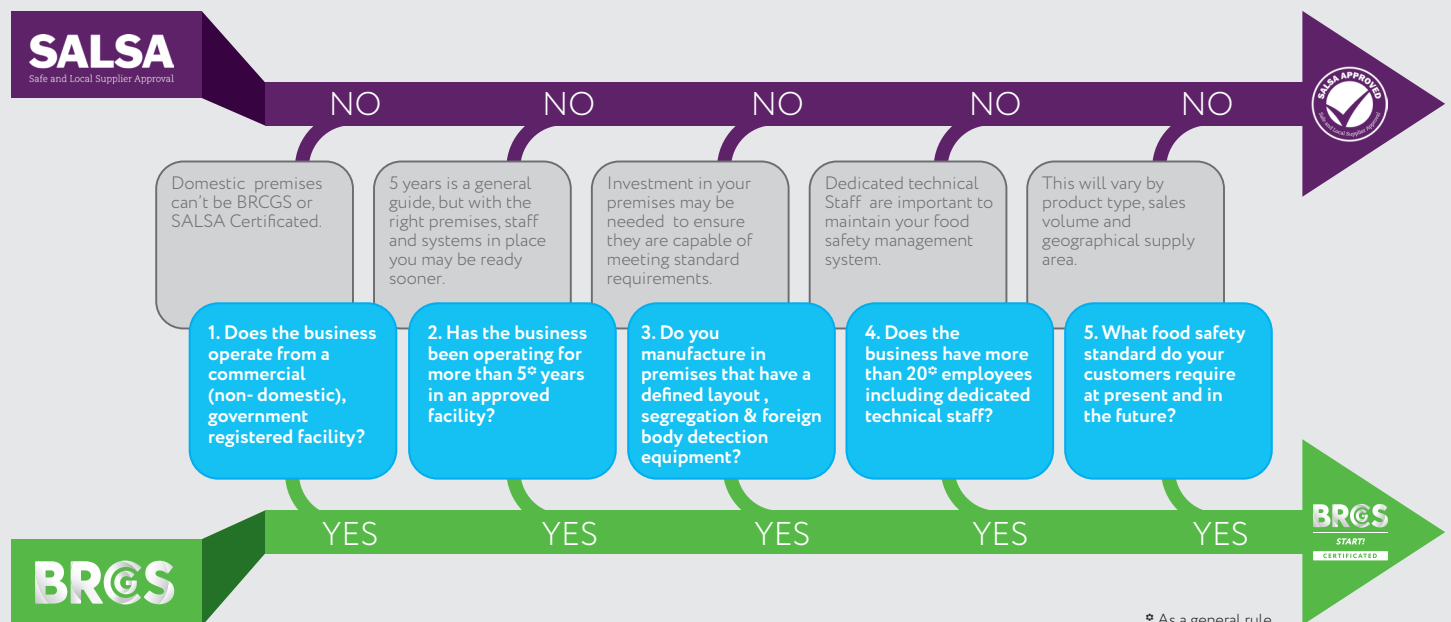 SALSA
Safe and Local Supplier Approval
NO
NO
NO
NO
NO
SALSA APPROVED
Safe and Local Supplier Approval
Domestic premises
can't be BRCGS or
SALSA Certificated.
5 years is a general
guide, but with the
right premises, staff
and systems in place
you may be ready
sooner.
Investment in your
premises may be
needed to ensure
they are capable of
meeting standard
requirements.
Dedicated technical
Staff are important to
maintain your food
safety management
system.
This will vary by
product type, sales
volume and
geographical supply
area.
1. Does the business
operate from a
commercial
(non- domestic),
government
registered facility?
2. Has the business
been operating for
more than 5* years
in an approved
facility?
3. Do you
manufacture in
premises that have a
defined layout ,
segregation & foreign
body detection
equipment?
4. Does the
business have more
than 20* employees
including dedicated
technical staff?
5. What food safety
standard do your
customers require
at present and in
the future?
YES
YES
YES
YES
YES
BRCGS
START!
CERTIFICATED
BRCGS
* As a general rule